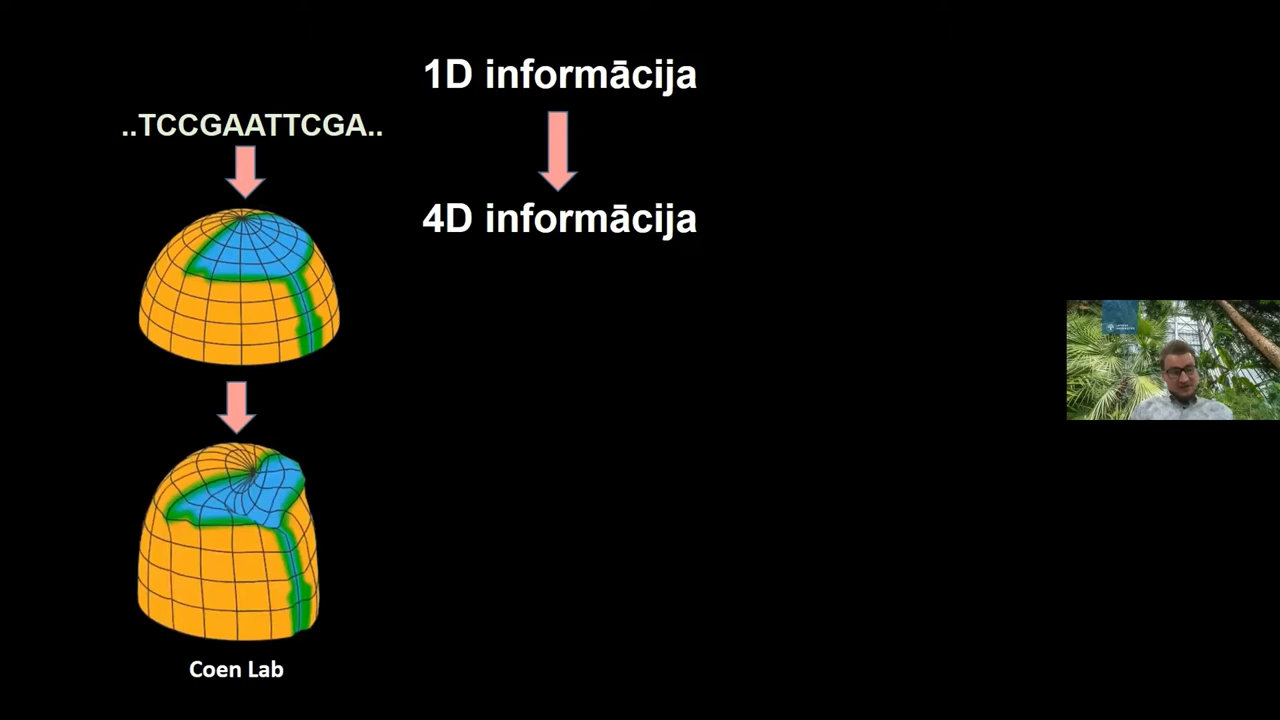 1D informācija
..TCCGAATTCGA..
4D informācija
Coen Lab